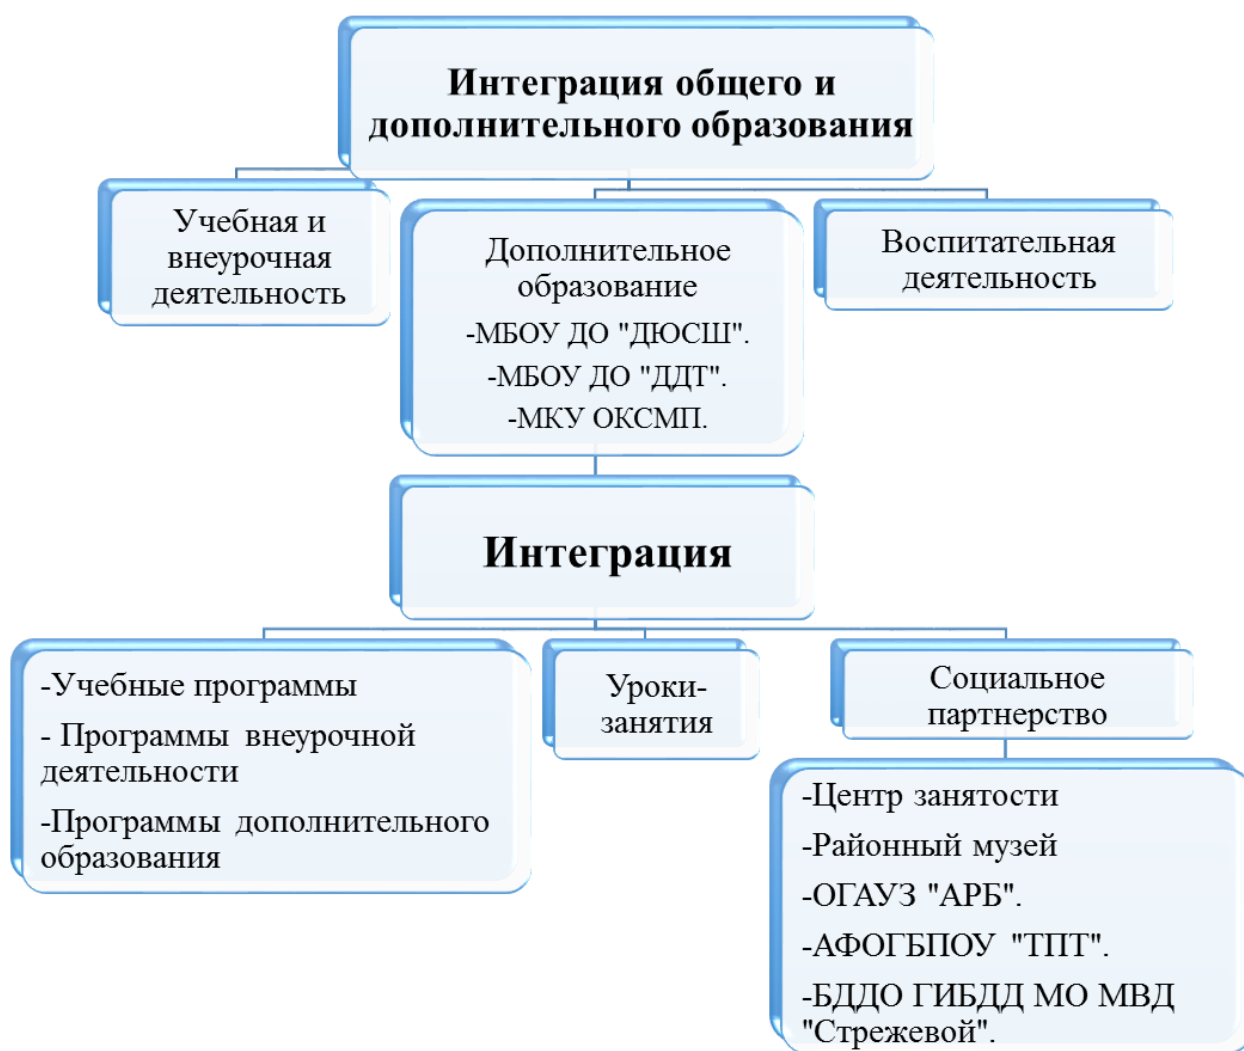 Интеграция общего и
дополнительного образования
Учебная и
внеурочная
деятельность
Дополнительное
образование
-МБОУ ДО "ДЮСШ".
-МБОУ ДО "ДДТ".
-МКУ ОКСМП.
Воспитательная
деятельность
Интеграция
-Учебные программы
- Программы внеурочной
деятельности
-Программы дополнительного
образования
Уроки-
занятия
Социальное
партнерство
-Центр занятости
-Районный музей
-ОГАУЗ "АРБ".
-АФОГБПОУ "ТПТ".
-БДДО ГИБДД МО МВД
"Стрежевой".